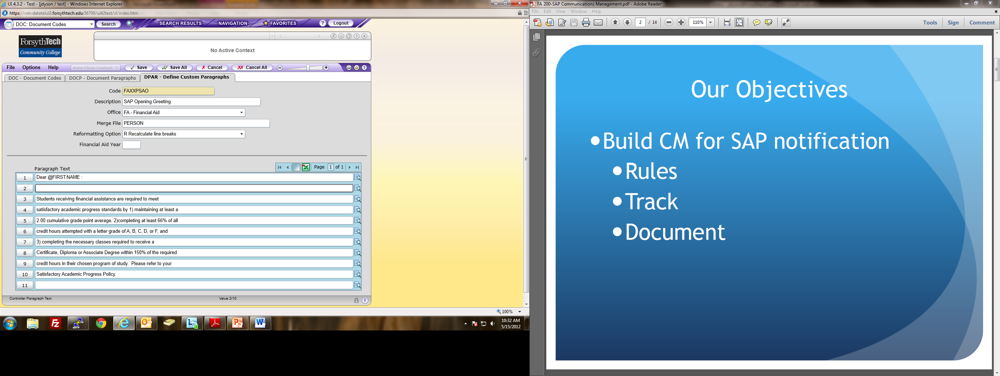 UI 4.3.2 - Test - [jdyson / test] - Windows Internet Explorer
https://vm-datatelui3.forsythtech.edu:56700/ui42test/sl/index.htm
DOC: Document Codes
Search
SEARCH RESULTS
NAVIGATION
FAVORITES
?
Logout
ForsythTech
Community College
No Active Context
File
Options
Help
Auto-Close Context
Save
Save All
Cancel
Cancel All
DOC - Document Codes
DOCP - Document Paragraphs
DPAR - Define Custom Paragraphs
Code FAXXPSAO
Description SAP Opening Greeting
Office FA - Financial Aid
Merge File PERSON
Reformatting Option R Recalculate line breaks
Financial Aid Year
Paragraph Text
Page 1 of 1
1 Dear @FIRST.NAME :
2
3 Students receiving financial assistance are required to meet
4 satisfactory academic progress standards by 1) maintaining at least a
5 2.00 cumulative grade point average, 2)completing at least 66% of all
6 credit hours attempted with a letter grade of A, B, C, D, or F, and
7 3) completing the necessary classes required to receive a
8 Certificate, Diploma or Associate Degree within 150% of the required
9 credit hours in their chosen program of study.  Please refer to your
10 Satisfactory Academic Progress Policy.
11
Controller Paragraph Text
Value 2/10
100%
10:32 AM
5/15/2012
FA 200-SAP Communications Management.pdf - Adobe Reader
File Edit View Window Help
2 / 14
110%
Tools
Sign
Comment
Our Objectives
•Build CM for SAP notification
•Rules
•Track
•Document